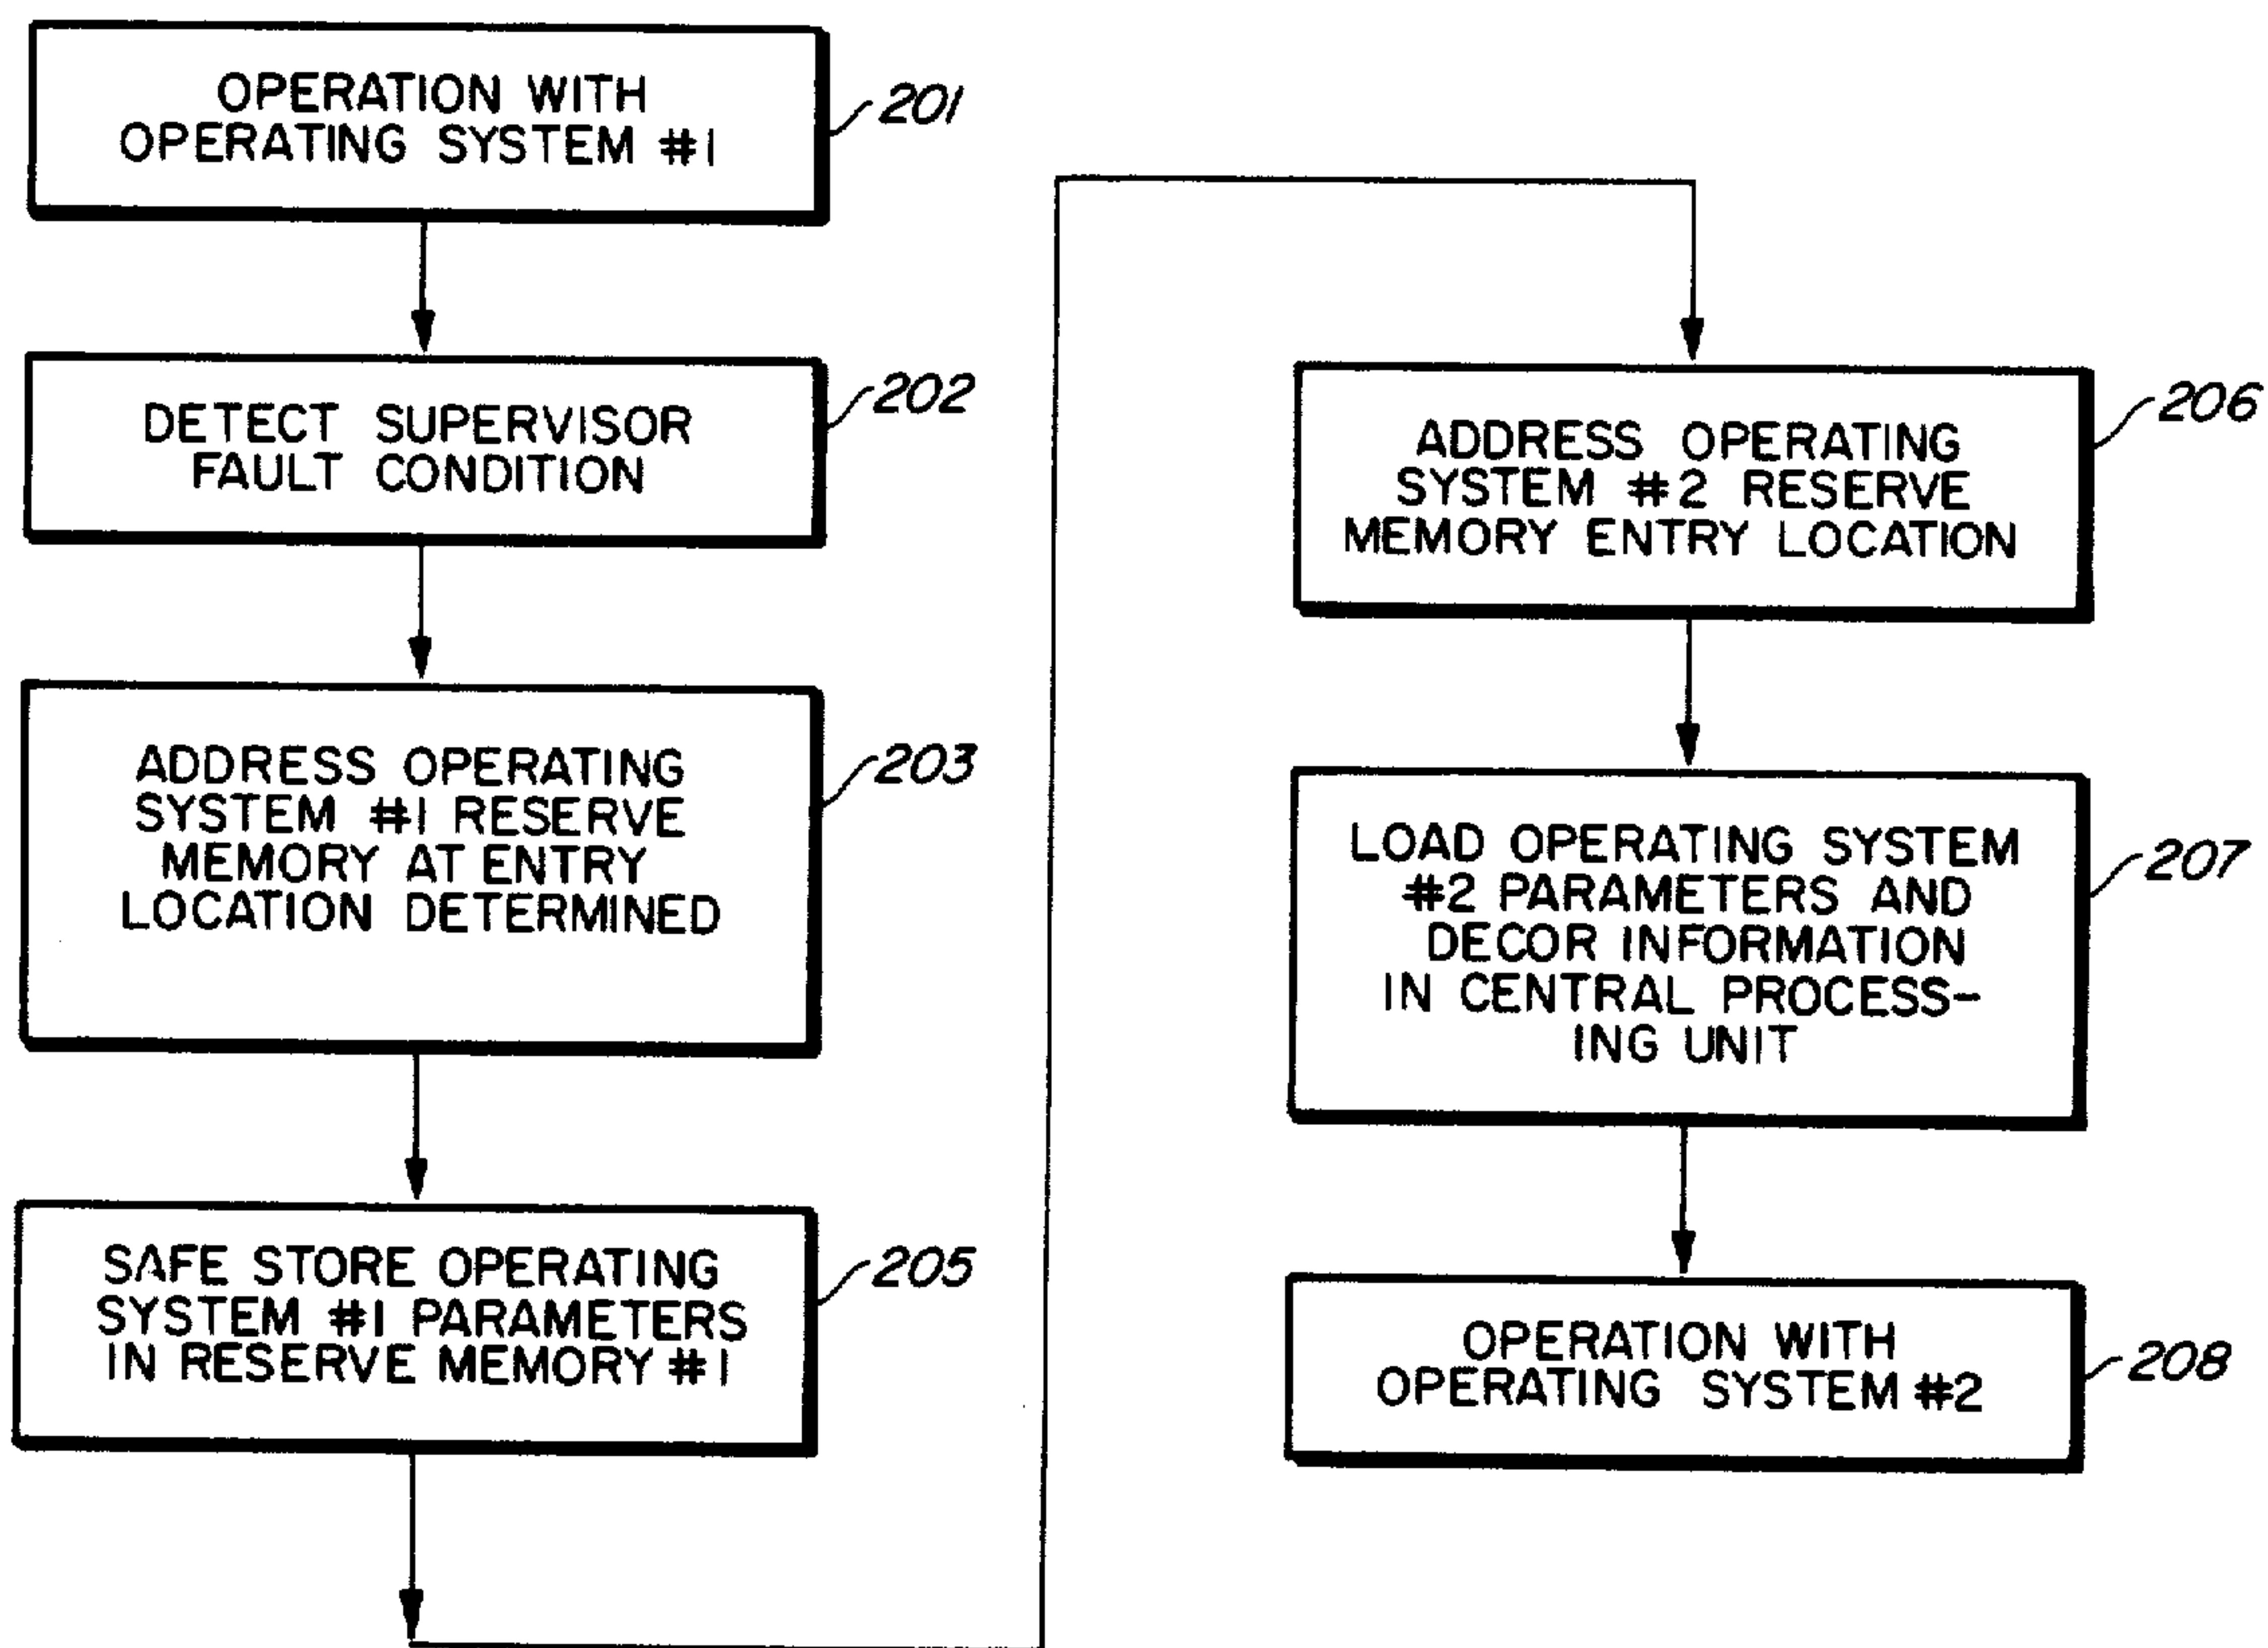 OPERATION WITH
OPERATING SYSTEM #1
201
DETECT SUPERVISOR
FAULT CONDITION
202
ADDRESS OPERATING
SYSTEM #1 RESERVE
MEMORY AT ENTRY
LOCATION DETERMINED
203
SAFE STORE OPERATING
SYSTEM #1 PARAMETERS
IN RESERVE MEMORY #1
205
ADDRESS OPERATING
SYSTEM #2 RESERVE
MEMORY ENTRY LOCATION
206
LOAD OPERATING SYSTEM
#2 PARAMETERS AND
DECOR INFORMATION
IN CENTRAL PROCESS-
ING UNIT
207
OPERATION WITH
OPERATING SYSTEM #2
208